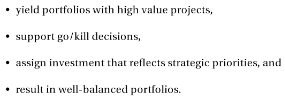 • yield portfolios with high value projects,
• support go/kill decisions,
• assign investment that reflects strategic priorities, and
• result in well-balanced portfolios.